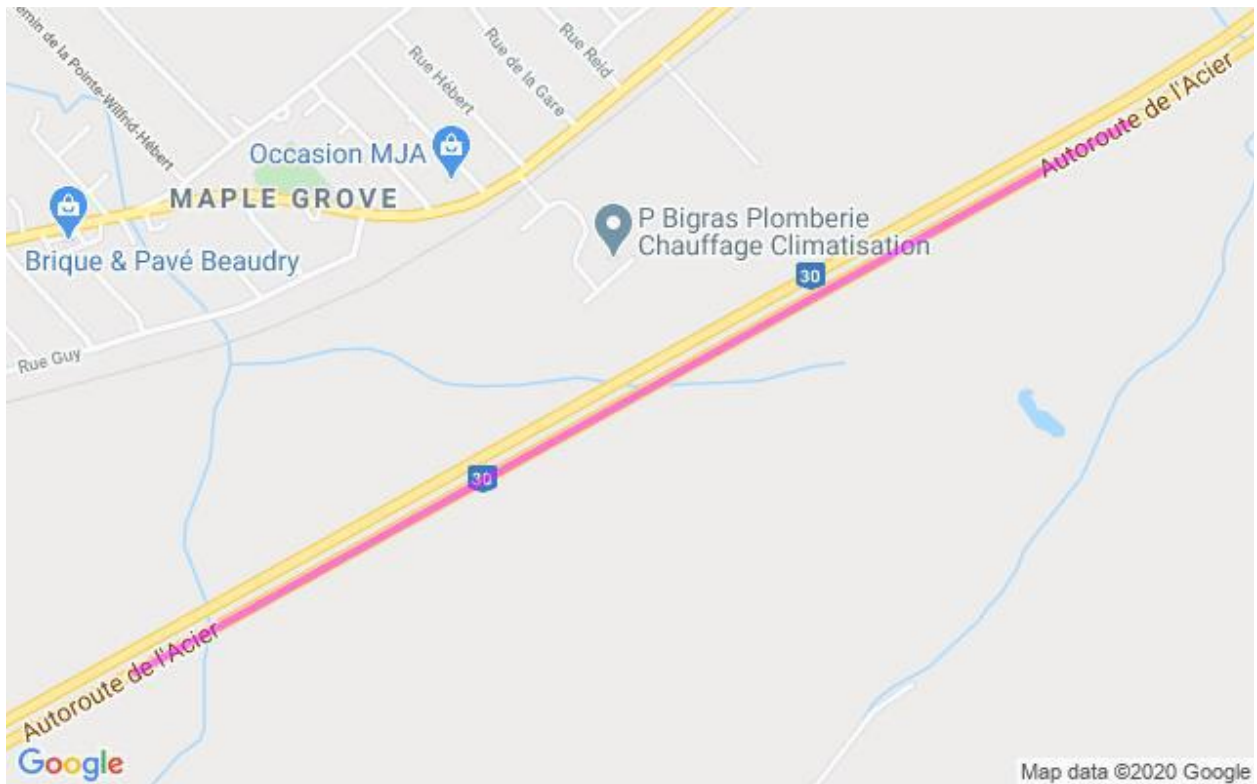 Chemin de la Pointe-Wilfrid-Hébert
Rue Hébert
Rue de la Gare
Rue Reid
Autoroute de l'Acier
Occasion MJA
MAPLE GROVE
P Bigras Plomberie
Chauffage Climatisation
Brique & Pavé Beaudry
30
Rue Guy
30
Autoroute de l'Acier
Google
Map data ©2020 Google